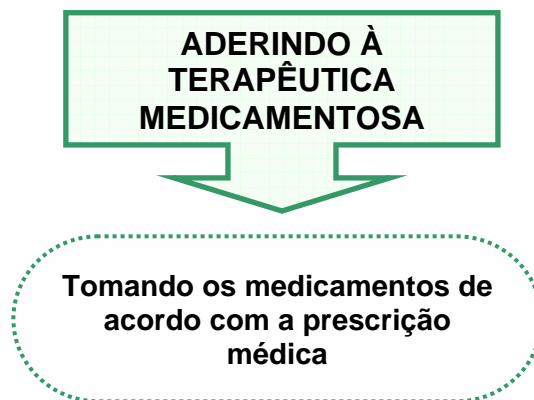 ADERINDO À
TERAPÊUTICA
MEDICAMENTOSA
Tomando os medicamentos de
acordo com a prescrição
médica